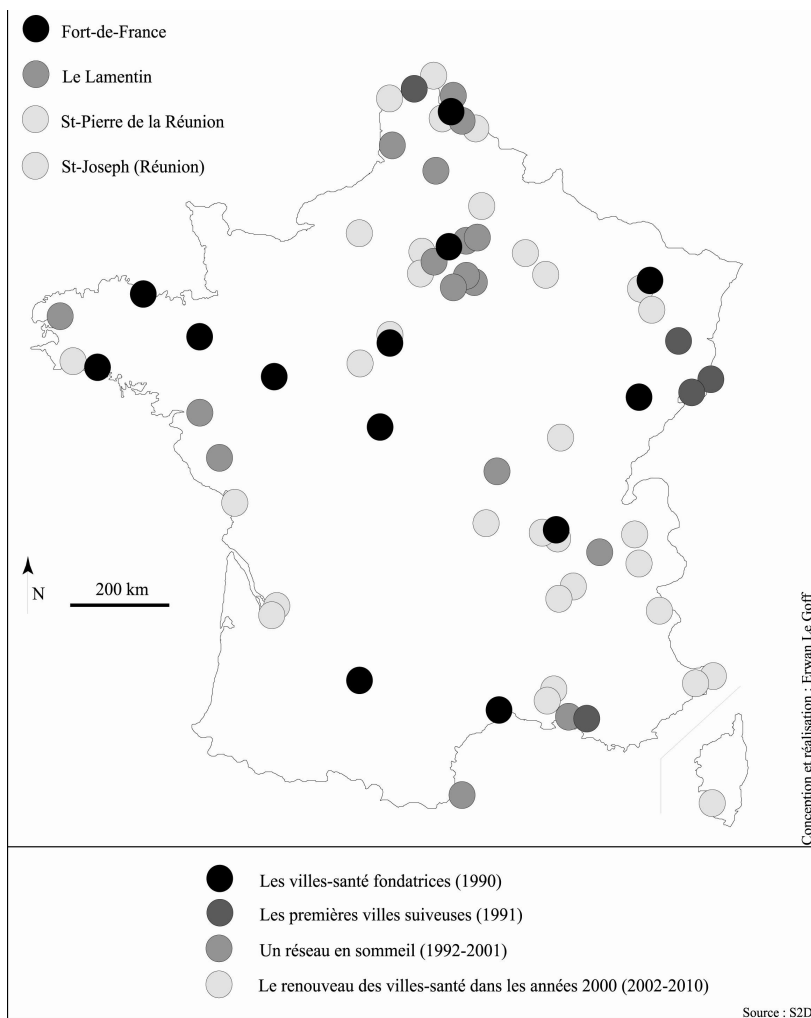 Fort-de-France
Le Lamentin
St-Pierre de la Réunion
St-Joseph (Réunion)
N
200 km
Conception et réalisation : Erwan Le Goff
Les villes-santé fondatrices (1990)
Les premières villes suiveuses (1991)
Un réseau en sommeil (1992-2001)
Le renouveau des villes-santé dans les années 2000 (2002-2010)
Source : S2D